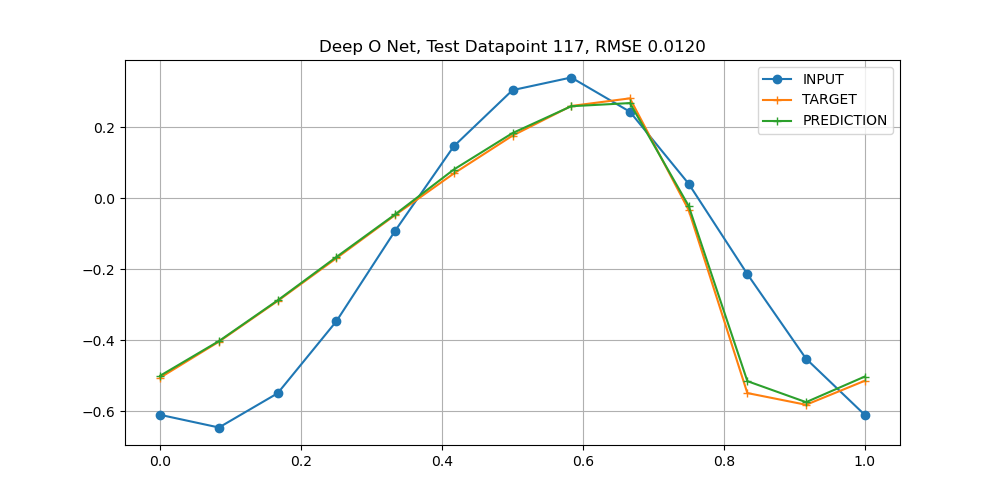 Deep O Net, Test Datapoint 117, RMSE 0.0120
INPUT
TARGET
PREDICTION
0.2
0.0
−0.2
−0.4
−0.6
0.0 0.2 0.4 0.6 0.8 1.0